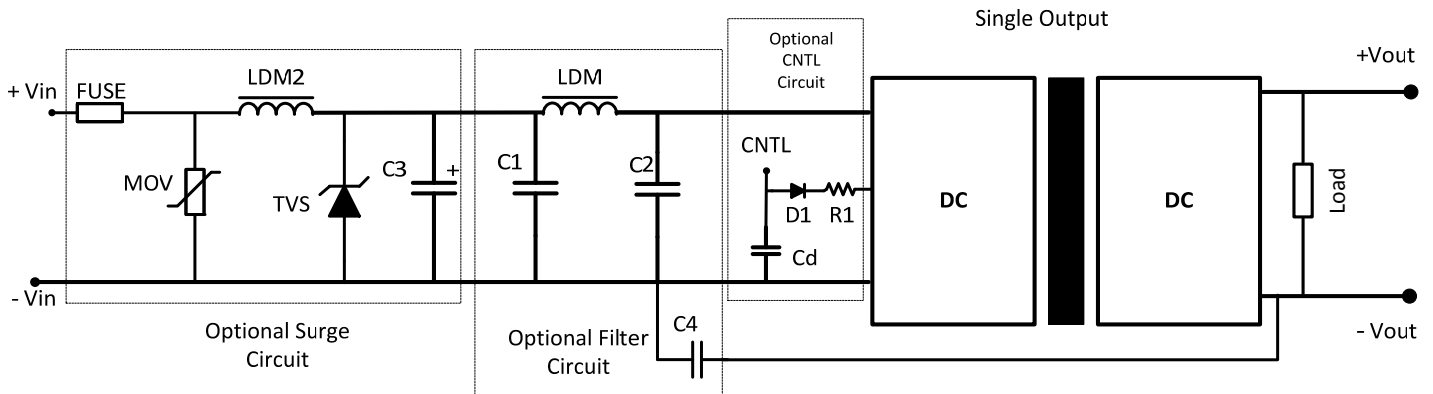 Single Output
Optional
CNTL
Circuit
+Vout
LDM2
LDM
+ Vin
FUSE
CNTL
MOV
C3
+
C1
C2
TVS
D1
R1
DC
DC
Load
Cd
- Vin
C4
- Vout
Optional Surge
Circuit
Optional Filter
Circuit